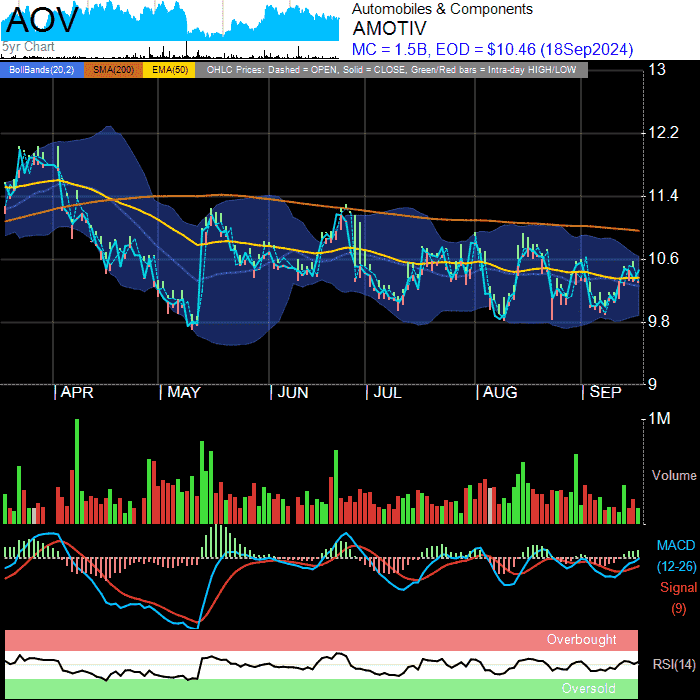 AOV
5yr Chart
Automobiles & Components
AMOTIV
MC = 1.5B, EOD = $10.46 (18Sep2024)
BollBands(20,2) SMA(200) EMA(50) OHLC Prices: Dashed = OPEN, Solid = CLOSE, Green/Red bars = Intra-day HIGH/LOW
13
12.2
11.4
10.6
9.8
9
APR MAY JUN JUL AUG SEP
1M
Volume
MACD
(12-26)
Signal
(9)
Overbought
RSI(14)
Oversold